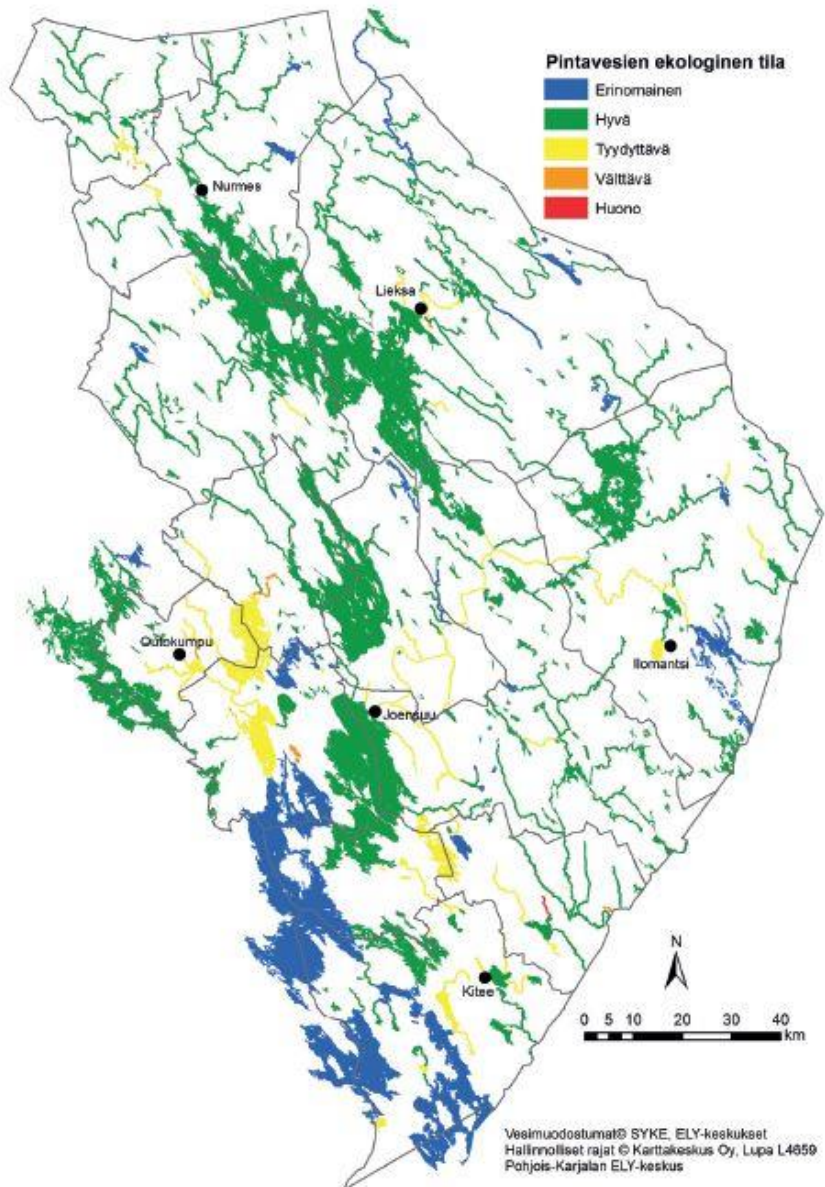 Pintavesien ekologinen tila
Erinomainen
Hyvä
Tyydyttävä
Välttävä
Huono
Nurmes
Lieksa
Outokumpu
Ilomantsi
Joensuu
Kitee
N
0 5 10 20 30 40
km
Vesimuodostumat© SYKE, ELY-keskukset
Hallinnolliset rajat © Karttakeskus Oy, Lupa L4659
Pohjois-Karjalan ELY-keskus